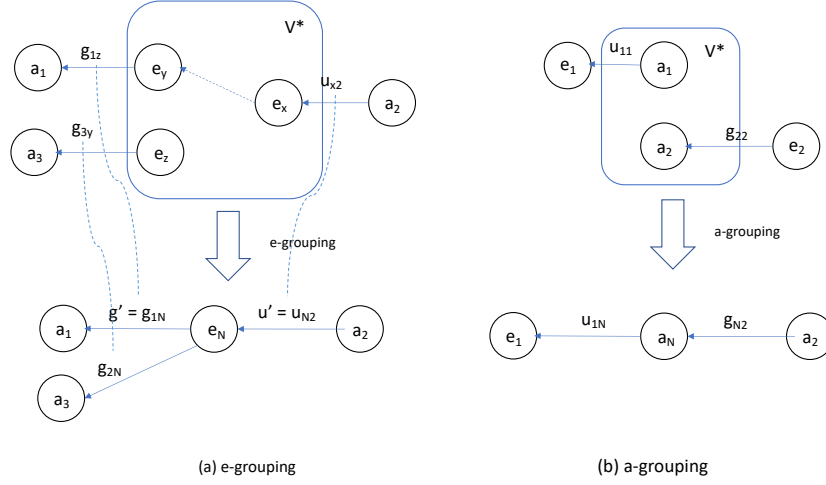 V*
g1z
a1
ey
ux2
ex
a2
g3y
a3
ez
e-grouping
g’ = g1N
u’ = uN2
a1
eN
a2
g2N
a3
(a) e-grouping
V*
u11
e1
a1
g22
a2
e2
a-grouping
u1N
gN2
e1
aN
a2
(b) a-grouping